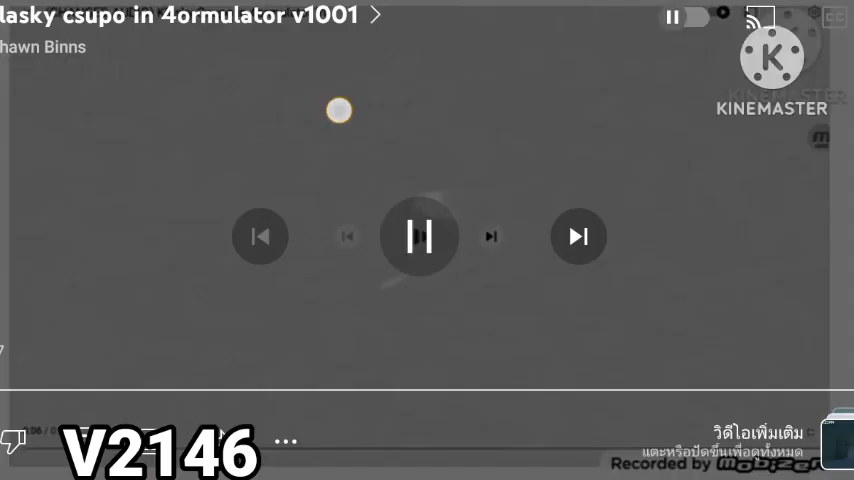 lasky csupo in 4ormulator v1001
hawn Binns
KINEMASTER
V2146
วิดีโอเพิ่มเติม
แตะหรือปัดขึ้นเพื่อดูทั้งหมด
Recorded by